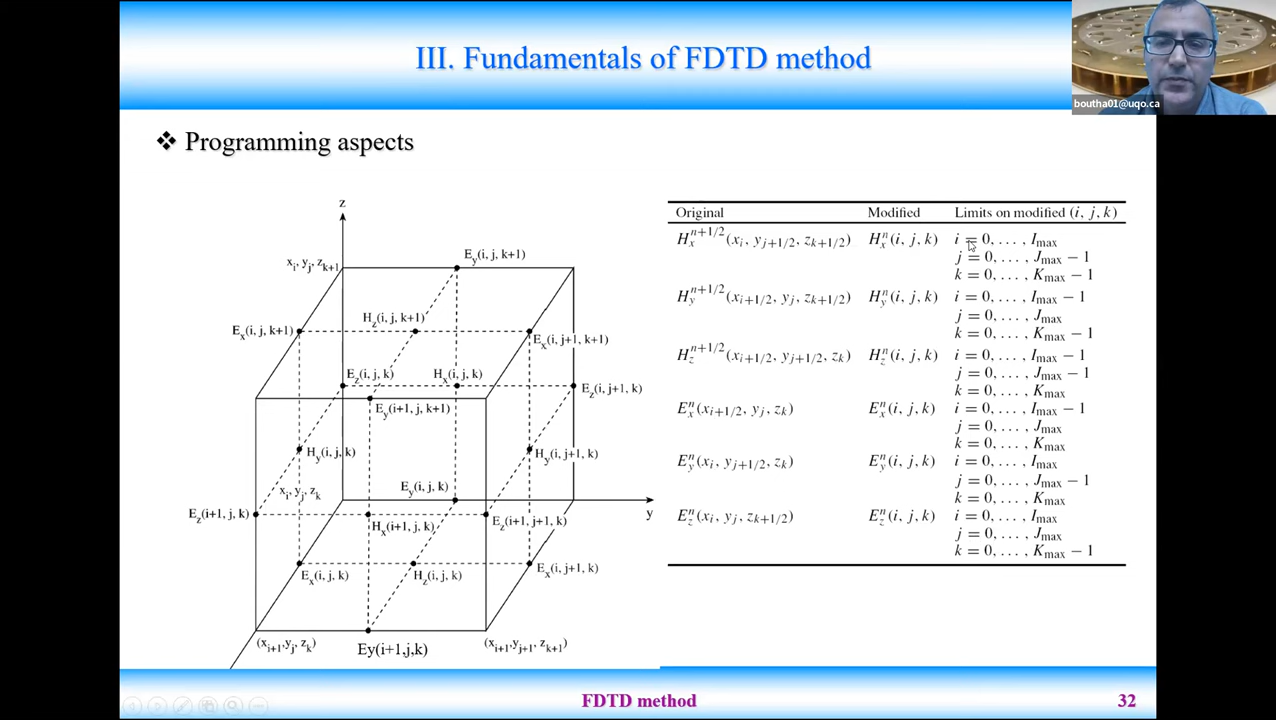 III. Fundamentals of FDTD method
boutha01@uqo.ca
❖ Programming aspects
z
x_i, y_j, z_{k+1}
E_y(i, j, k+1)
H_z(i, j, k+1)
E_x(i, j, k+1)
E_x(i, j+1, k+1)
E_z(i, j, k)
H_x(i, j, k)
E_z(i, j+1, k)
E_y(i+1, j, k+1)
H_y(i, j, k)
H_y(i, j+1, k)
x_i, y_j, z_k
E_y(i, j, k)
y
E_z(i+1, j, k)
H_x(i+1, j, k)
E_z(i+1, j+1, k)
E_x(i, j, k)
H_z(i, j, k)
E_x(i, j+1, k)
(x_{i+1},y_j, z_k)
Ey(i+1,j,k)
(x_{i+1},y_{j+1}, z_{k+1})
Original Modified Limits on modified (i, j, k)
H_x^{n+1/2}(x_i, y_{j+1/2}, z_{k+1/2}) H_x^n(i, j, k) i = 0, . . . , I_max
j = 0, . . . , J_max − 1
k = 0, . . . , K_max − 1
H_y^{n+1/2}(x_{i+1/2}, y_j, z_{k+1/2}) H_y^n(i, j, k) i = 0, . . . , I_max − 1
j = 0, . . . , J_max
k = 0, . . . , K_max − 1
H_z^{n+1/2}(x_{i+1/2}, y_{j+1/2}, z_k) H_z^n(i, j, k) i = 0, . . . , I_max − 1
j = 0, . . . , J_max − 1
k = 0, . . . , K_max
E_x^n(x_{i+1/2}, y_j, z_k) E_x^n(i, j, k) i = 0, . . . , I_max − 1
j = 0, . . . , J_max
k = 0, . . . , K_max
E_y^n(x_i, y_{j+1/2}, z_k) E_y^n(i, j, k) i = 0, . . . , I_max
j = 0, . . . , J_max − 1
k = 0, . . . , K_max
E_z^n(x_i, y_j, z_{k+1/2}) E_z^n(i, j, k) i = 0, . . . , I_max
j = 0, . . . , J_max
k = 0, . . . , K_max − 1
FDTD method
32